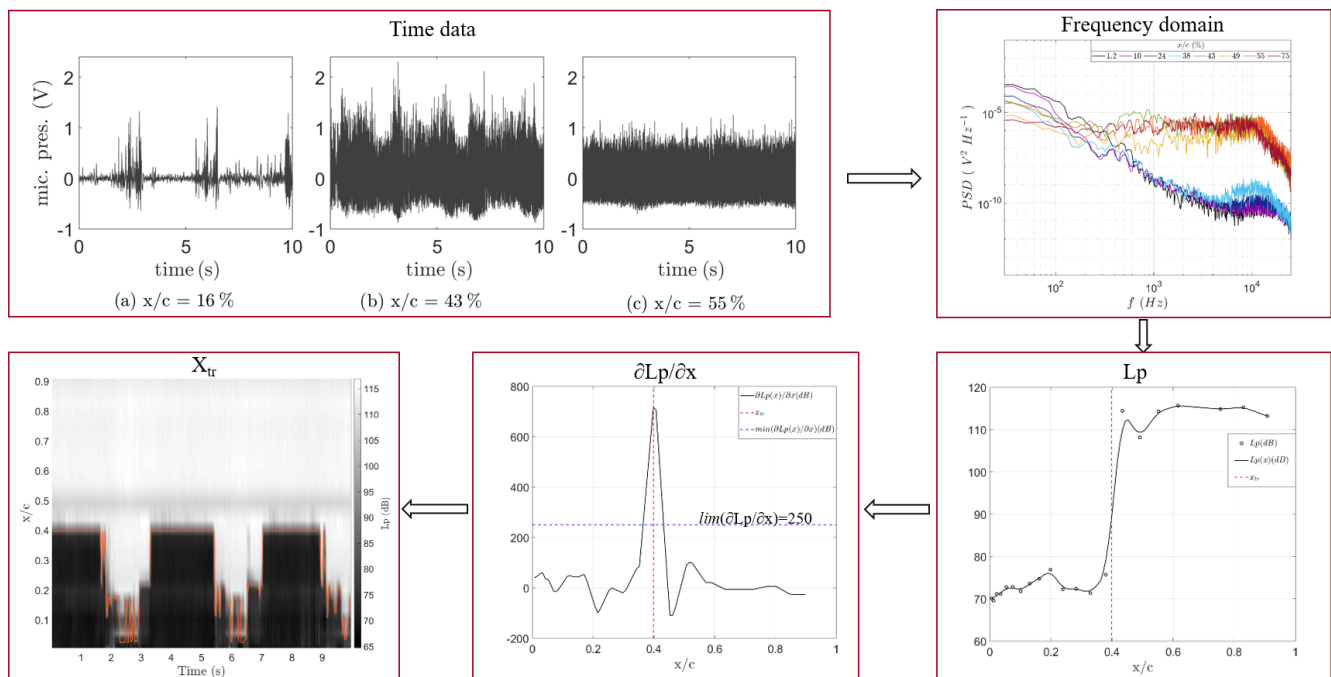 Time data
mic. pres. (V)
2
1
0
-1
0 5 10
time (s)
(a) x/c = 16 %
2
1
0
-1
0 5 10
time (s)
(b) x/c = 43 %
2
1
0
-1
0 5 10
time (s)
(c) x/c = 55 %
Frequency domain
x/c (%)
1.2 10 24 38 43 49 55 75
PSD ( V² Hz⁻¹ )
10⁻⁵
10⁻¹⁰
10² 10³ 10⁴
f (Hz)
X_tr
x/c
0.9
0.8
0.7
0.6
0.5
0.4
0.3
0.2
0.1
1 2 3 4 5 6 7 8 9
Time (s)
Lp (dB)
115
110
105
100
95
90
85
80
75
70
65
∂Lp/∂x
800
600
400
200
0
-200
∂Lp(x)/∂x(dB)
x_tr
min(∂Lp(x)/∂x)(dB)
lim(∂Lp/∂x)=250
0 0.2 0.4 0.6 0.8 1
x/c
Lp
120
110
100
90
80
70
60
Lp(dB)
Lp(x)(dB)
x_tr
0 0.2 0.4 0.6 0.8 1
x/c